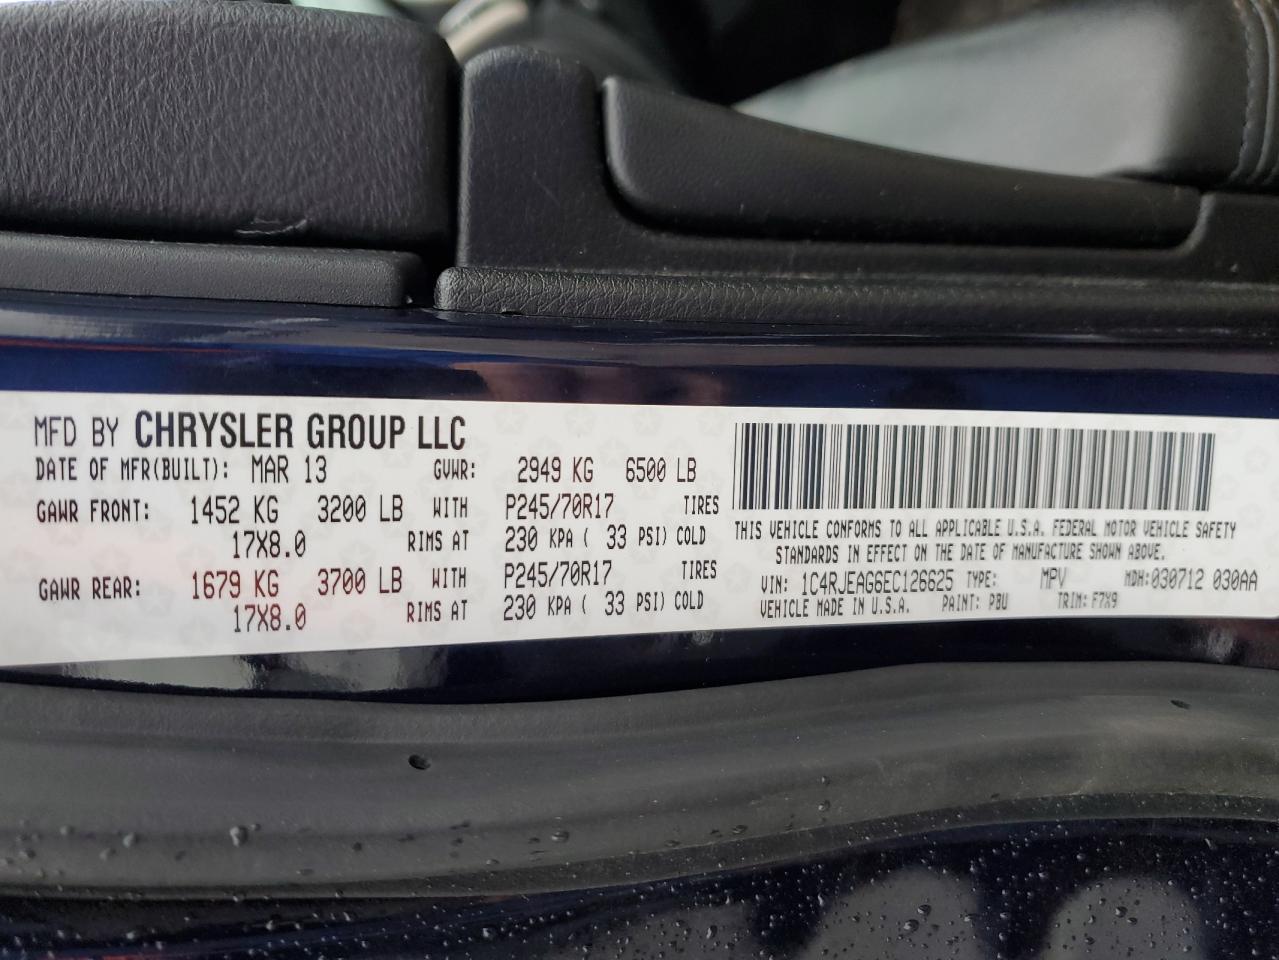 MFD BY CHRYSLER GROUP LLC
DATE OF MFR(BUILT): MAR 13 GVWR: 2949 KG 6500 LB
GAWR FRONT: 1452 KG 3200 LB WITH P245/70R17 TIRES
17X8.0 RIMS AT 230 KPA ( 33 PSI) COLD
GAWR REAR: 1679 KG 3700 LB WITH P245/70R17 TIRES
17X8.0 RIMS AT 230 KPA ( 33 PSI) COLD
THIS VEHICLE CONFORMS TO ALL APPLICABLE U.S.A. FEDERAL MOTOR VEHICLE SAFETY
STANDARDS IN EFFECT ON THE DATE OF MANUFACTURE SHOWN ABOVE.
VIN: 1C4RJEAG6EC126625 TYPE: MPV MDH:030712 030AA
VEHICLE MADE IN U.S.A. PAINT: PBU TRIM: F7X9